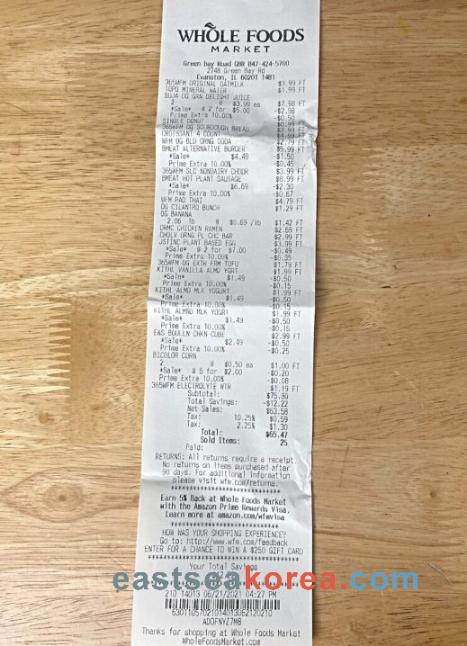 WHOLE FOODS
MARKET
Green Bay Road GBR 847-424-5700
2748 Green Bay Rd
Evanston, IL 60201 1481
365WFM ORIGINAL OATMILK $1.99 FT
TOPO MINERAL WATER $1.99 FT
SUJA OG GRN DELIGHT JUICE
2 @ $3.99 ea $7.98 FT
*Sale* @ 2 for $5.00 -$2.98
Prime Extra 10.00% -$0.50
SINGLE DONUT
365WFM OG SOURDOUGH BREAD
CROISSANT 4 COUNT
WFM OG BLD ORNG SODA $2.79 FT
BMEAT ALTERNATIVE BURGER $5.99 FT
*Sale* $4.49 -$1.50
Prime Extra 10.00% -$0.45
365WFM SLC NONDAIRY CHDR $3.99 FT
BMEAT HOT PLANT SAUSAGE $8.99 FT
*Sale* $6.69 -$2.30
Prime Extra 10.00% -$0.67
WFM PAD THAI $4.79 FT
OG CILANTRO BUNCH $1.29 FT
OG BANANA
2.06 lb @ $0.69 /lb $1.42 FT
CHICKEN RAMEN $2.69 FT
CHOLV ORNG PL CHC BAR $2.99 FT
PLANT BASED EGG $3.99 FT
*Sale* @ 2 for $7.00 -$0.49
Prime Extra 10.00% -$0.35
365WFM OG EXTR FRM TOFU $1.79 FT
KITHL VANILLA ALMD YGRT $1.99 FT
*Sale* $1.49 -$0.50
Prime Extra 10.00% -$0.15
KITHL ALMD MLK YOGURT $1.99 FT
*Sale* $1.49 -$0.50
Prime Extra 10.00% -$0.15
KITHL ALMND MLK YOGRT $1.99 FT
*Sale* $1.49 -$0.50
Prime Extra 10.00% -$0.15
E&S BOULLN CHKN CUBE $2.99 FT
*Sale* $2.49 -$0.50
Prime Extra 10.00% -$0.25
BICOLOR CORN
2 @ $0.50 ea $1.00 FT
*Sale* @ 5 for $2.00 -$0.20
Prime Extra 10.00% -$0.08
365WFM ELECTROLYTE WTR $1.19 FT
Subtotal: $75.80
Total Savings: -$12.22
Net Sales: $63.58
Tax: 10.25% $0.59
Tax: 2.25% $1.30
Total: $65.47
Sold Items: 25
Paid:
RETURNS: All returns require a receipt.
No returns on items purchased after
90 days. For additional information
please visit wfm.com/returns.
Earn 5% Back at Whole Foods Market
with the Amazon Prime Rewards Visa.
Learn more at amazon.com/wfmvisa
HOW WAS YOUR SHOPPING EXPERIENCE?
Go to: http://www.wfm.com/feedback
ENTER FOR A CHANCE TO WIN A $250 GIFT CARD
Your Total Savings
eastseakorea.com
210 14013 06/21/2021 04:27 PM
63011057021014013062120210
Thanks for shopping at Whole Foods Market
WholeFoodsMarket.com